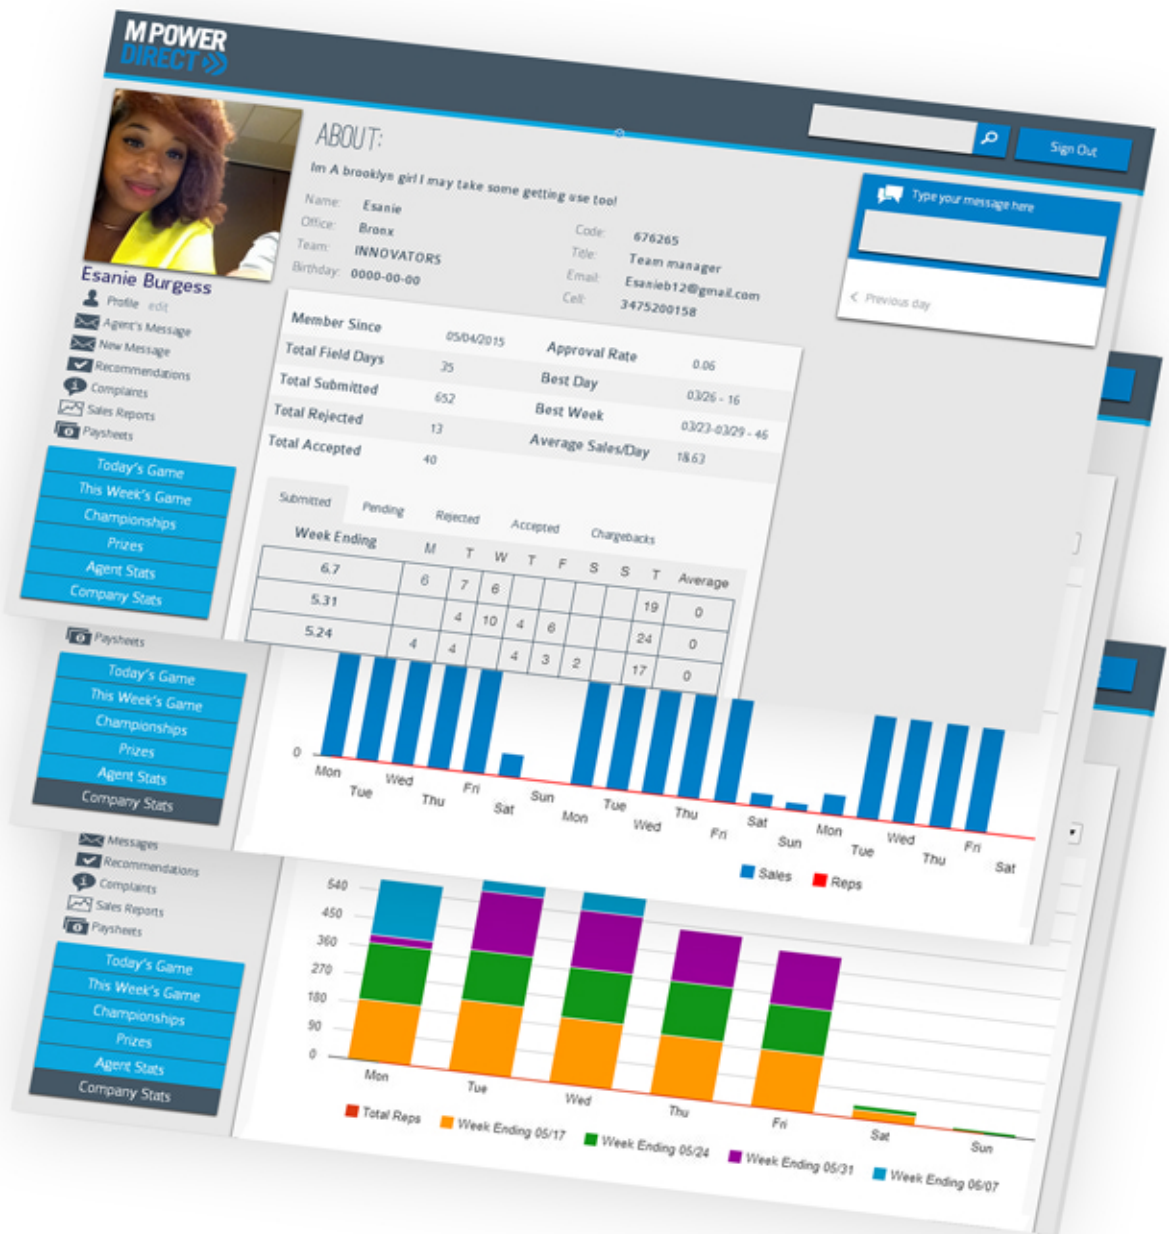 M POWER
DIRECT
Sign Out
ABOUT:
Im A brooklyn girl I may take some getting use too!
Name: Esanie
Office: Bronx
Team: INNOVATORS
Birthday: 0000-00-00
Code: 676265
Title: Team manager
Email: Esanieb12@gmail.com
Cell: 3475200158
Type your message here
< Previous day
Esanie Burgess
Profile edit
Agent's Message
New Message
Recommendations
Complaints
Sales Reports
Paysheets
Today's Game
This Week's Game
Championships
Prizes
Agent Stats
Company Stats
Member Since 05/04/2015 Approval Rate 0.06
Total Field Days 35 Best Day 03/26 - 16
Total Submitted 652 Best Week 03/23-03/29 - 46
Total Rejected 13 Average Sales/Day 18.63
Total Accepted 40
Submitted Pending Rejected Accepted Chargebacks
Week Ending M T W T F S S T Average
6.7 6 7 6 19 0
5.31 4 10 4 6 24 0
5.24 4 4 4 3 2 17 0
Paysheets
Today's Game
This Week's Game
Championships
Prizes
Agent Stats
Company Stats
0
Mon Tue Wed Thu Fri Sat Sun Mon Tue Wed Thu Fri Sat Sun Mon Tue Wed Thu Fri Sat
Sales Reps
Messages
Recommendations
Complaints
Sales Reports
Paysheets
Today's Game
This Week's Game
Championships
Prizes
Agent Stats
Company Stats
540
450
360
270
180
90
0
Mon Tue Wed Thu Fri Sat Sun
Total Reps Week Ending 05/17 Week Ending 05/24 Week Ending 05/31 Week Ending 06/07